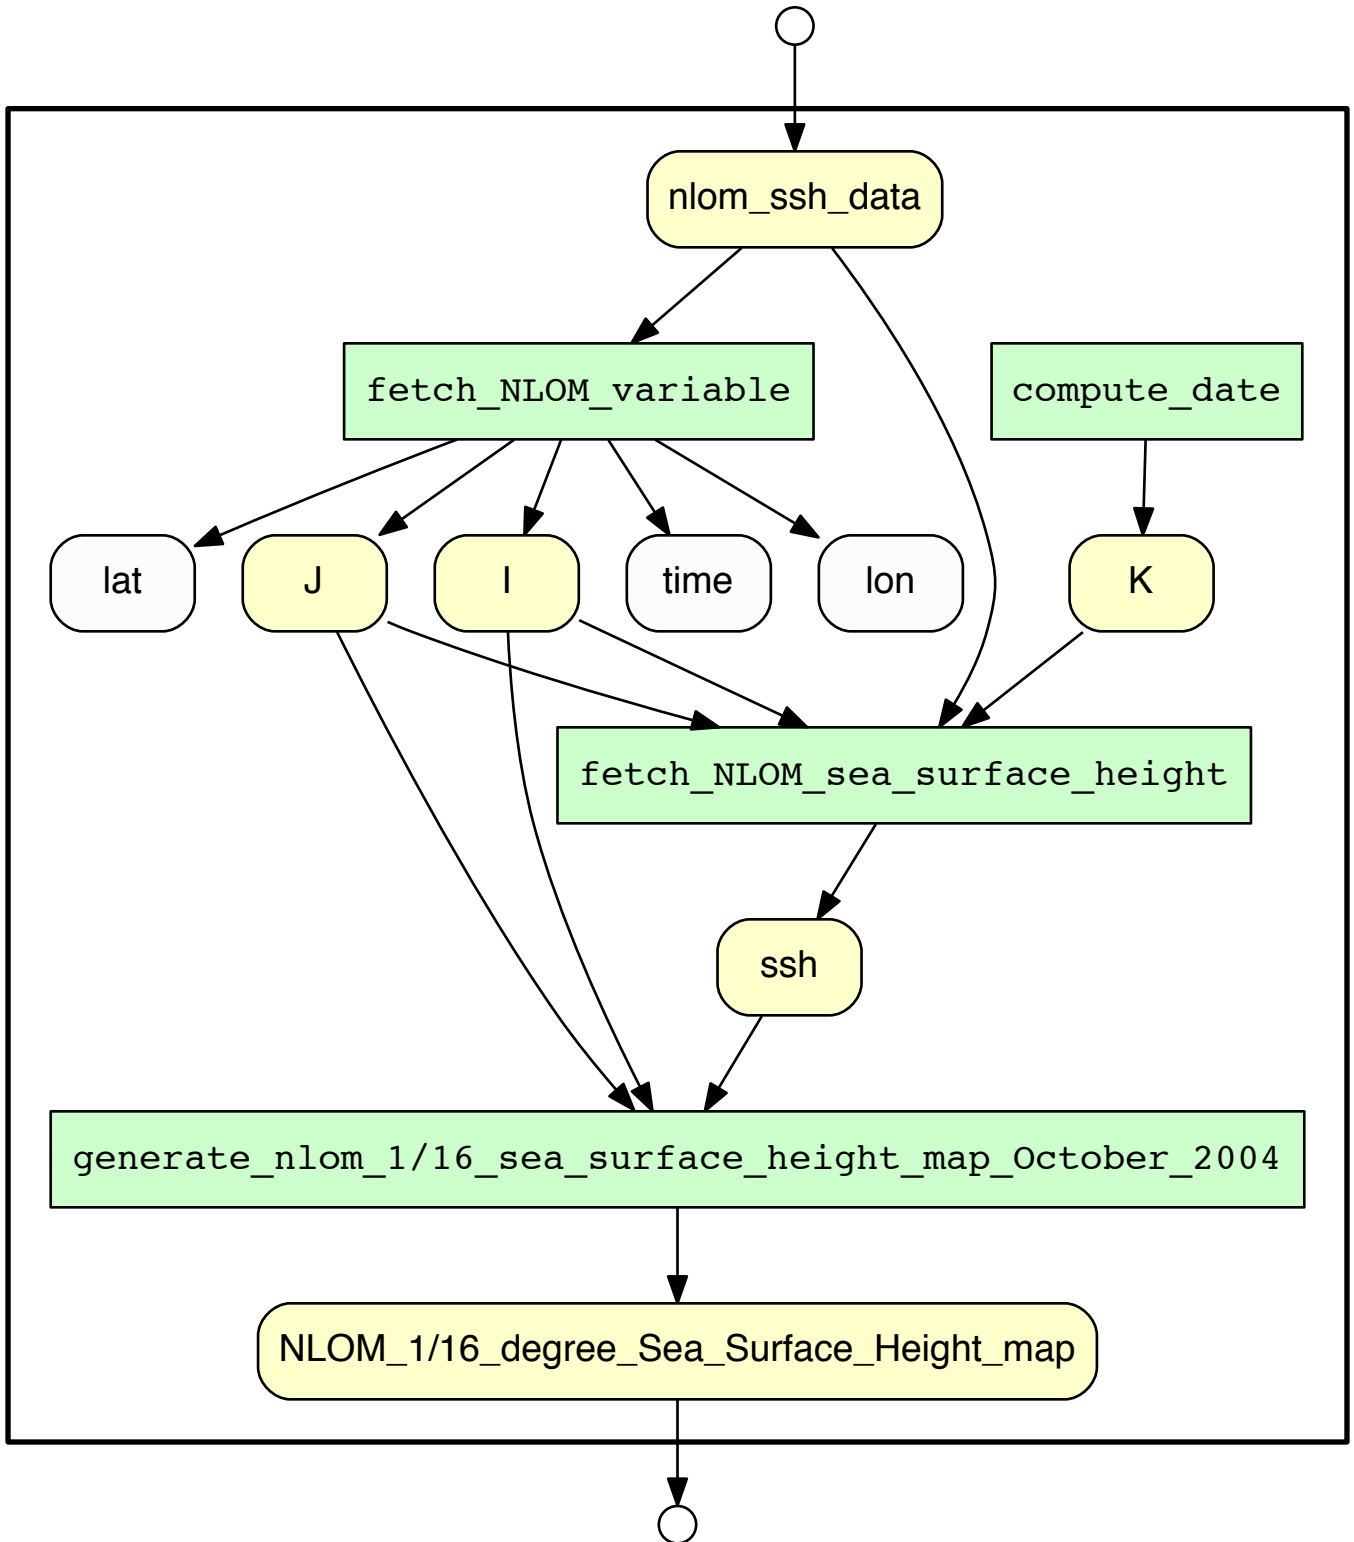 nlom_ssh_data
fetch_NLOM_variable
compute_date
lat
J
I
time
lon
K
fetch_NLOM_sea_surface_height
ssh
generate_nlom_1/16_sea_surface_height_map_October_2004
NLOM_1/16_degree_Sea_Surface_Height_map